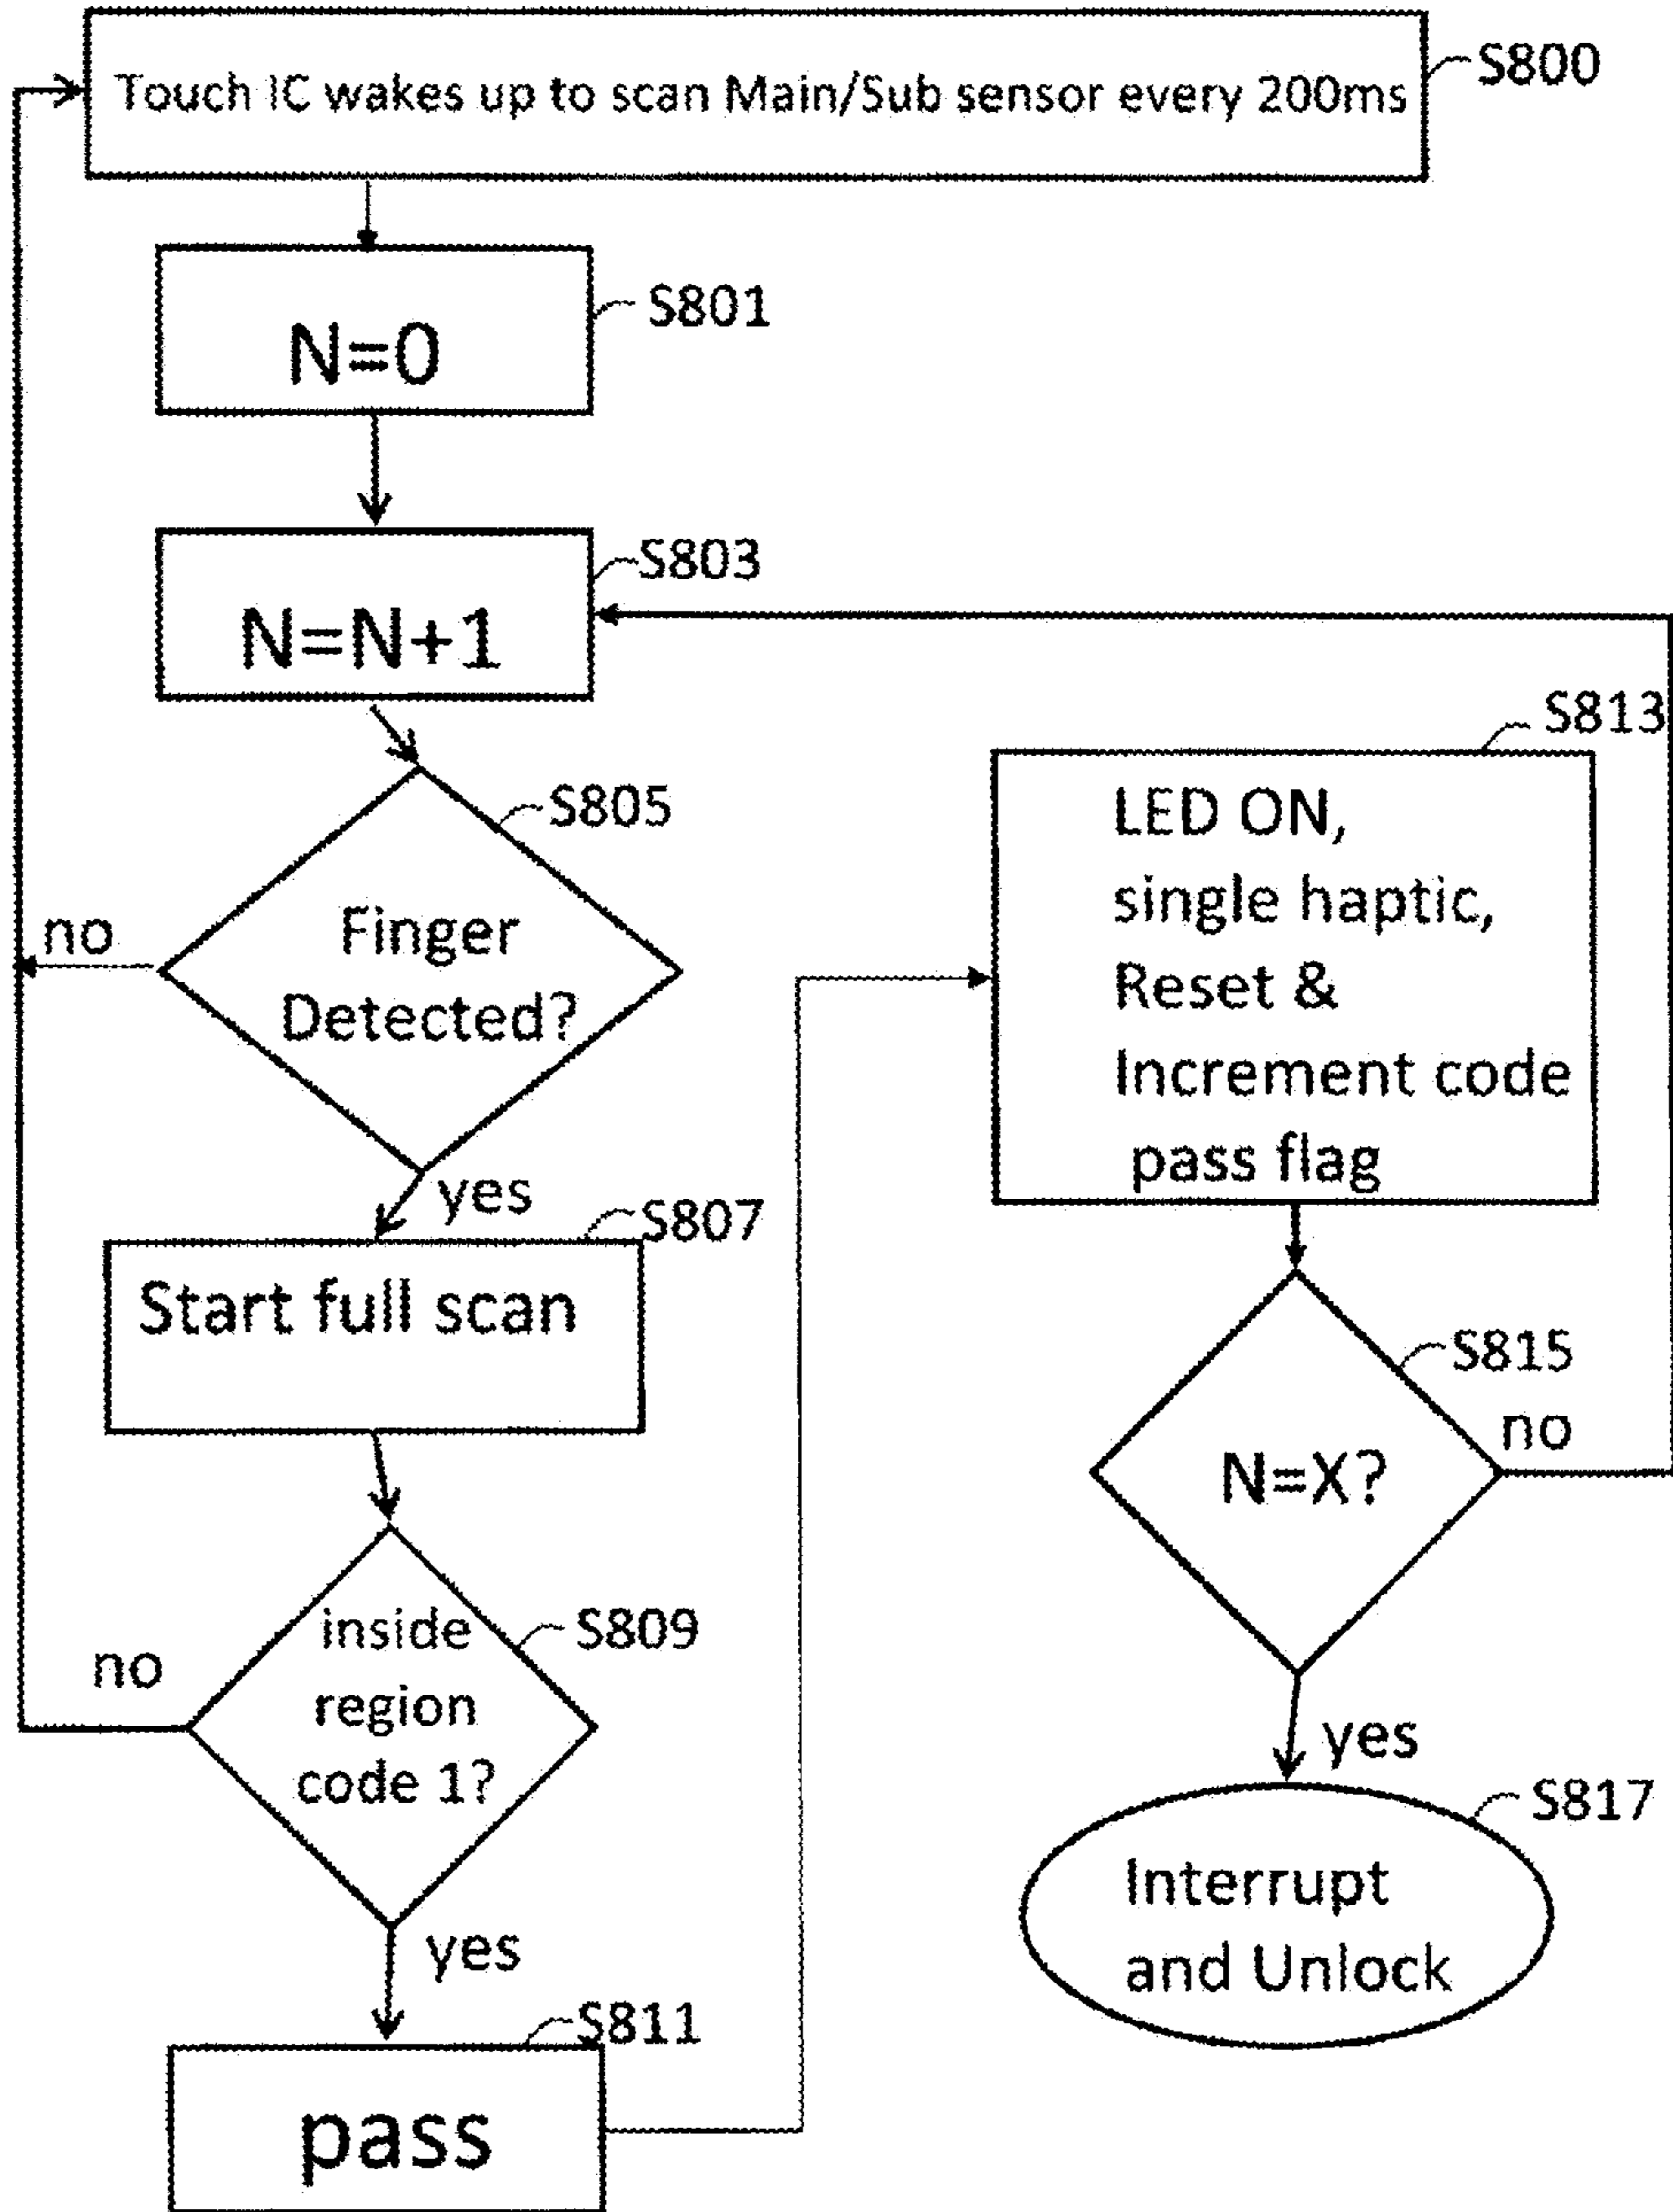 Touch IC wakes up to scan Main/Sub sensor every 200ms
S800
N=0
S801
N=N+1
S803
Finger
Detected?
S805
no
yes
Start full scan
S807
inside
region
code 1?
S809
no
yes
pass
S811
LED ON,
single haptic,
Reset &
Increment code
pass flag
S813
N=X?
S815
no
yes
Interrupt
and Unlock
S817